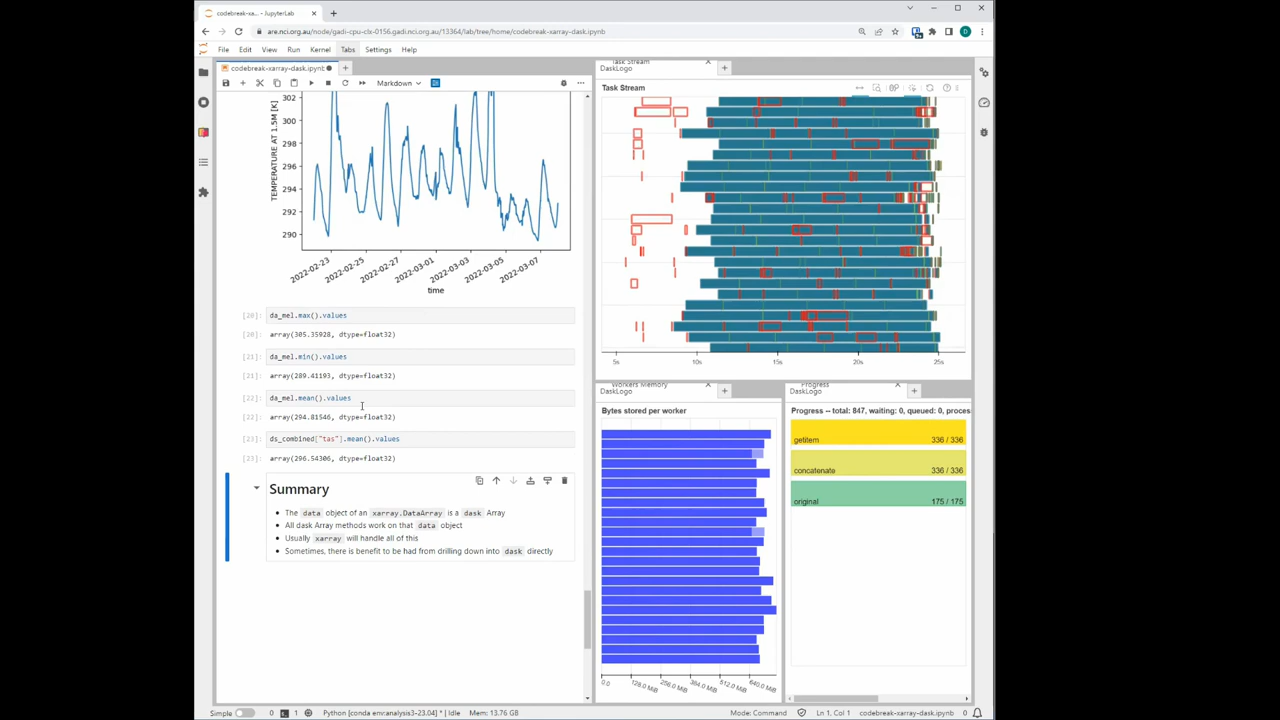 codebreak-xa... - JupyterLab
are.nci.org.au/node/gadi-cpu-clx-0156.gadi.nci.org.au/13364/lab/tree/home/codebreak-xarray-dask.ipynb
File Edit View Run Kernel Tabs Settings Help
codebreak-xarray-dask.ipynb
Markdown
302
300
298
296
294
292
290
TEMPERATURE AT 1.5M [K]
2022-02-23
2022-02-25
2022-02-27
2022-03-01
2022-03-03
2022-03-05
2022-03-07
time
[20]: da_mel.max().values
[20]: array(305.35928, dtype=float32)
[21]: da_mel.min().values
[21]: array(289.41193, dtype=float32)
[22]: da_mel.mean().values
[22]: array(294.81546, dtype=float32)
[23]: ds_combined["tas"].mean().values
[23]: array(296.54306, dtype=float32)
Summary
The data object of an xarray.DataArray is a dask Array
All dask Array methods work on that data object
Usually xarray will handle all of this
Sometimes, there is benefit to be had from drilling down into dask directly
Task Stream
DaskLogo
Task Stream
5s 10s 15s 20s 25s
Workers Memory
DaskLogo
Bytes stored per worker
0.0
128.0 MiB
256.0 MiB
384.0 MiB
512.0 MiB
640.0 MiB
Progress
DaskLogo
Progress -- total: 847, waiting: 0, queued: 0, proces
getitem 336 / 336
concatenate 336 / 336
original 175 / 175
Simple 0 1 Python [conda env:analysis3-23.04] * | Idle Mem: 13.76 GB
Mode: Command Ln 1, Col 1 codebreak-xarray-dask.ipynb 0